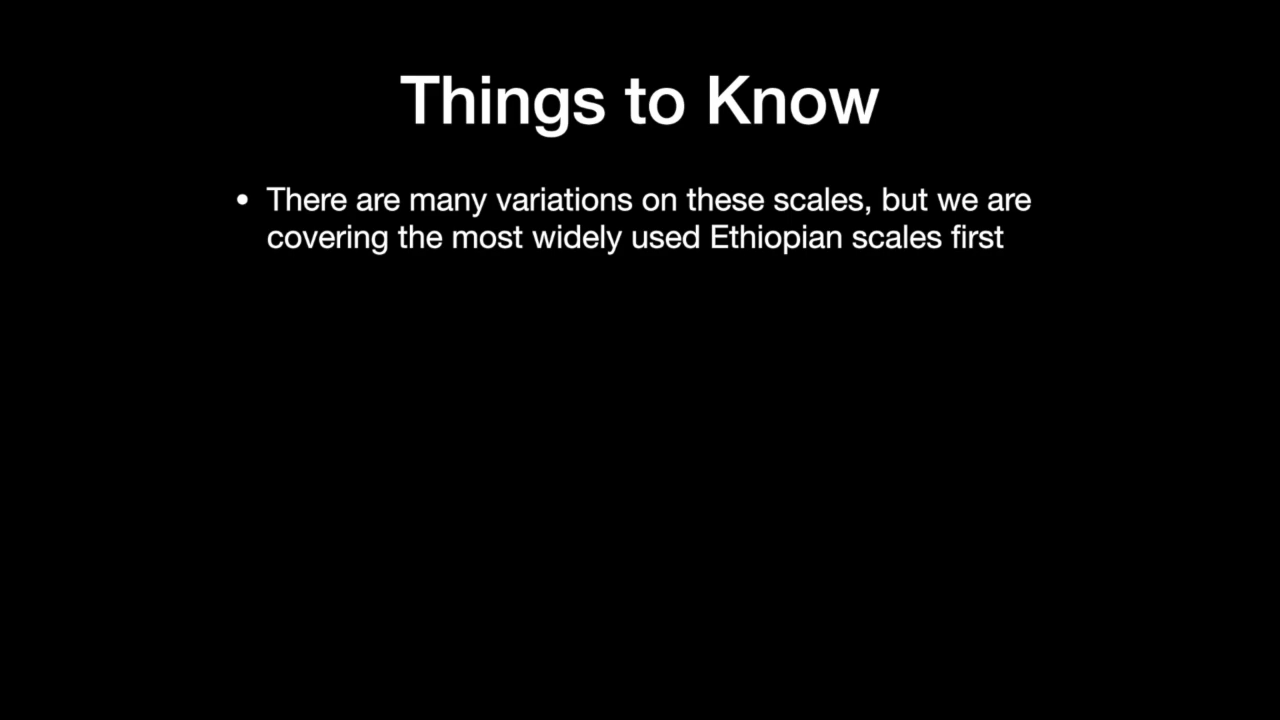 Things to Know
• There are many variations on these scales, but we are
covering the most widely used Ethiopian scales first